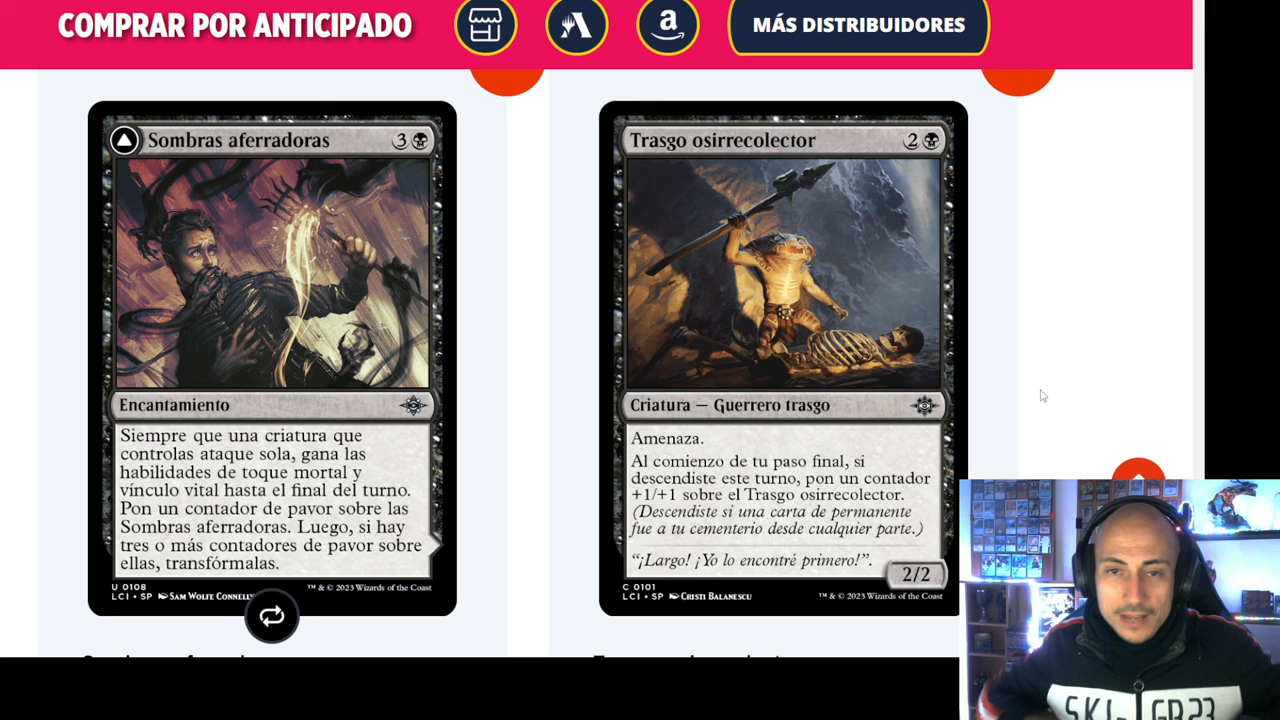 COMPRAR POR ANTICIPADO
MÁS DISTRIBUIDORES
Sombras aferradoras 3
Encantamiento
Siempre que una criatura que
controlas ataque sola, gana las
habilidades de toque mortal y
vínculo vital hasta el final del turno.
Pon un contador de pavor sobre las
Sombras aferradoras. Luego, si hay
tres o más contadores de pavor sobre
ellas, transfórmalas.
U 0108
LCI • SP SAM WOLFE CONNELLY
™ & © 2023 Wizards of the Coast
Trasgo osirrecolector 2
Criatura — Guerrero trasgo
Amenaza.
Al comienzo de tu paso final, si
descendiste este turno, pon un contador
+1/+1 sobre el Trasgo osirrecolector.
(Descendiste si una carta de permanente
fue a tu cementerio desde cualquier parte.)
“¡Largo! ¡Yo lo encontré primero!”.
2/2
C 0101
LCI • SP CRISTI BALANESCU
™ & © 2023 Wizards of the Coast